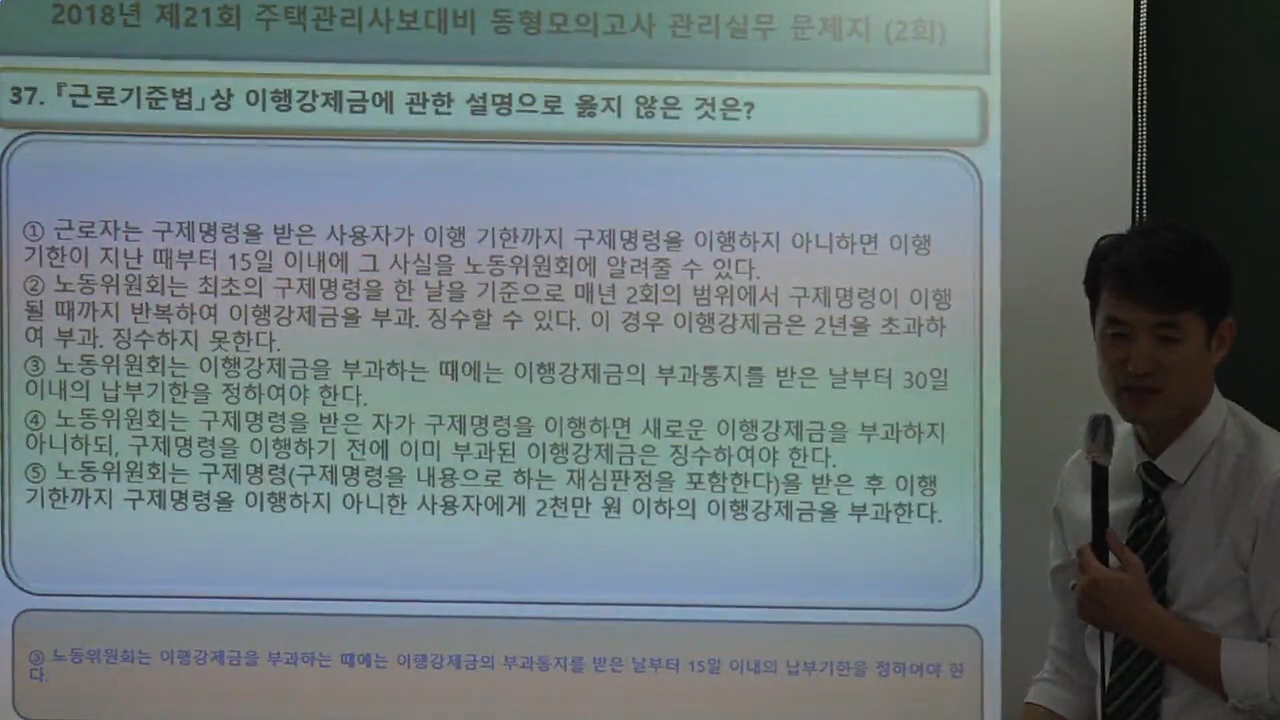 2018년 제21회 주택관리사보대비 동형모의고사 관리실무 문제지 (2회)
37. 『근로기준법』상 이행강제금에 관한 설명으로 옳지 않은 것은?
① 근로자는 구제명령을 받은 사용자가 이행 기한까지 구제명령을 이행하지 아니하면 이행
기한이 지난 때부터 15일 이내에 그 사실을 노동위원회에 알려줄 수 있다.
② 노동위원회는 최초의 구제명령을 한 날을 기준으로 매년 2회의 범위에서 구제명령이 이행
될 때까지 반복하여 이행강제금을 부과. 징수할 수 있다. 이 경우 이행강제금은 2년을 초과하
여 부과. 징수하지 못한다.
③ 노동위원회는 이행강제금을 부과하는 때에는 이행강제금의 부과통지를 받은 날부터 30일
이내의 납부기한을 정하여야 한다.
④ 노동위원회는 구제명령을 받은 자가 구제명령을 이행하면 새로운 이행강제금을 부과하지
아니하되, 구제명령을 이행하기 전에 이미 부과된 이행강제금은 징수하여야 한다.
⑤ 노동위원회는 구제명령(구제명령을 내용으로 하는 재심판정을 포함한다)을 받은 후 이행
기한까지 구제명령을 이행하지 아니한 사용자에게 2천만 원 이하의 이행강제금을 부과한다.
③ 노동위원회는 이행강제금을 부과하는 때에는 이행강제금의 부과통지를 받은 날부터 15일 이내의 납부기한을 정하여야 한
다.